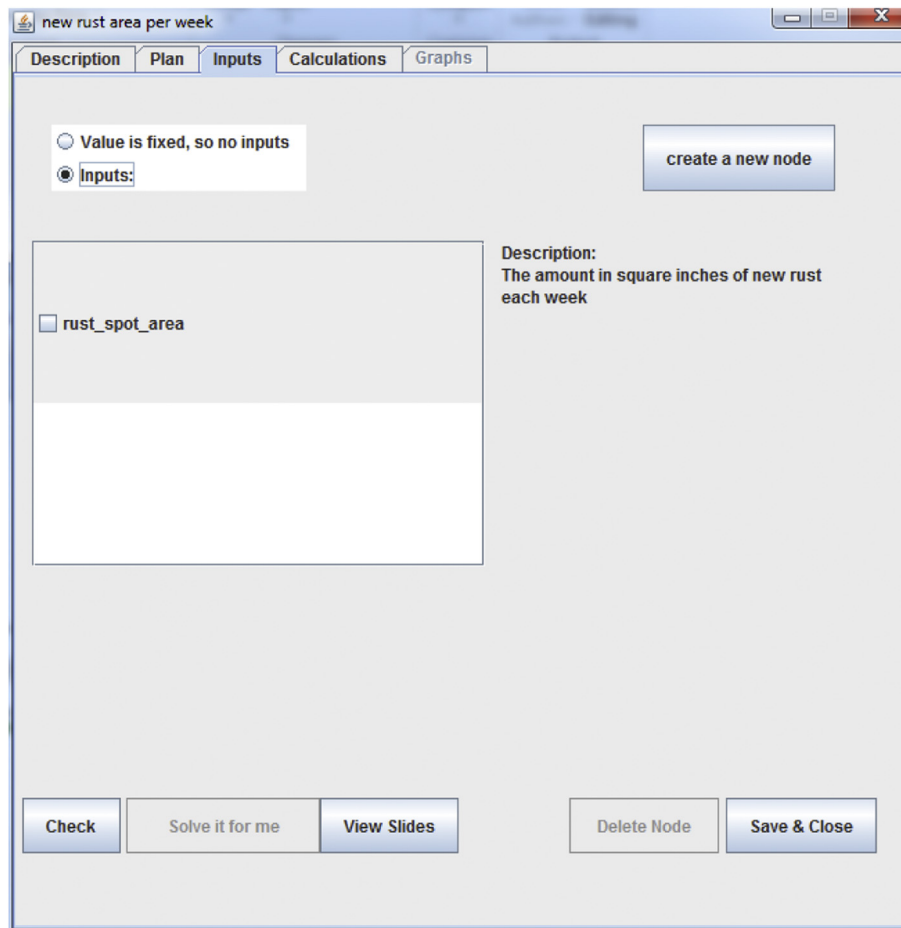 new rust area per week
Description Plan Inputs Calculations Graphs
Value is fixed, so no inputs
Inputs:
create a new node
Description:
The amount in square inches of new rust
each week
rust_spot_area
Check Solve it for me View Slides Delete Node Save & Close